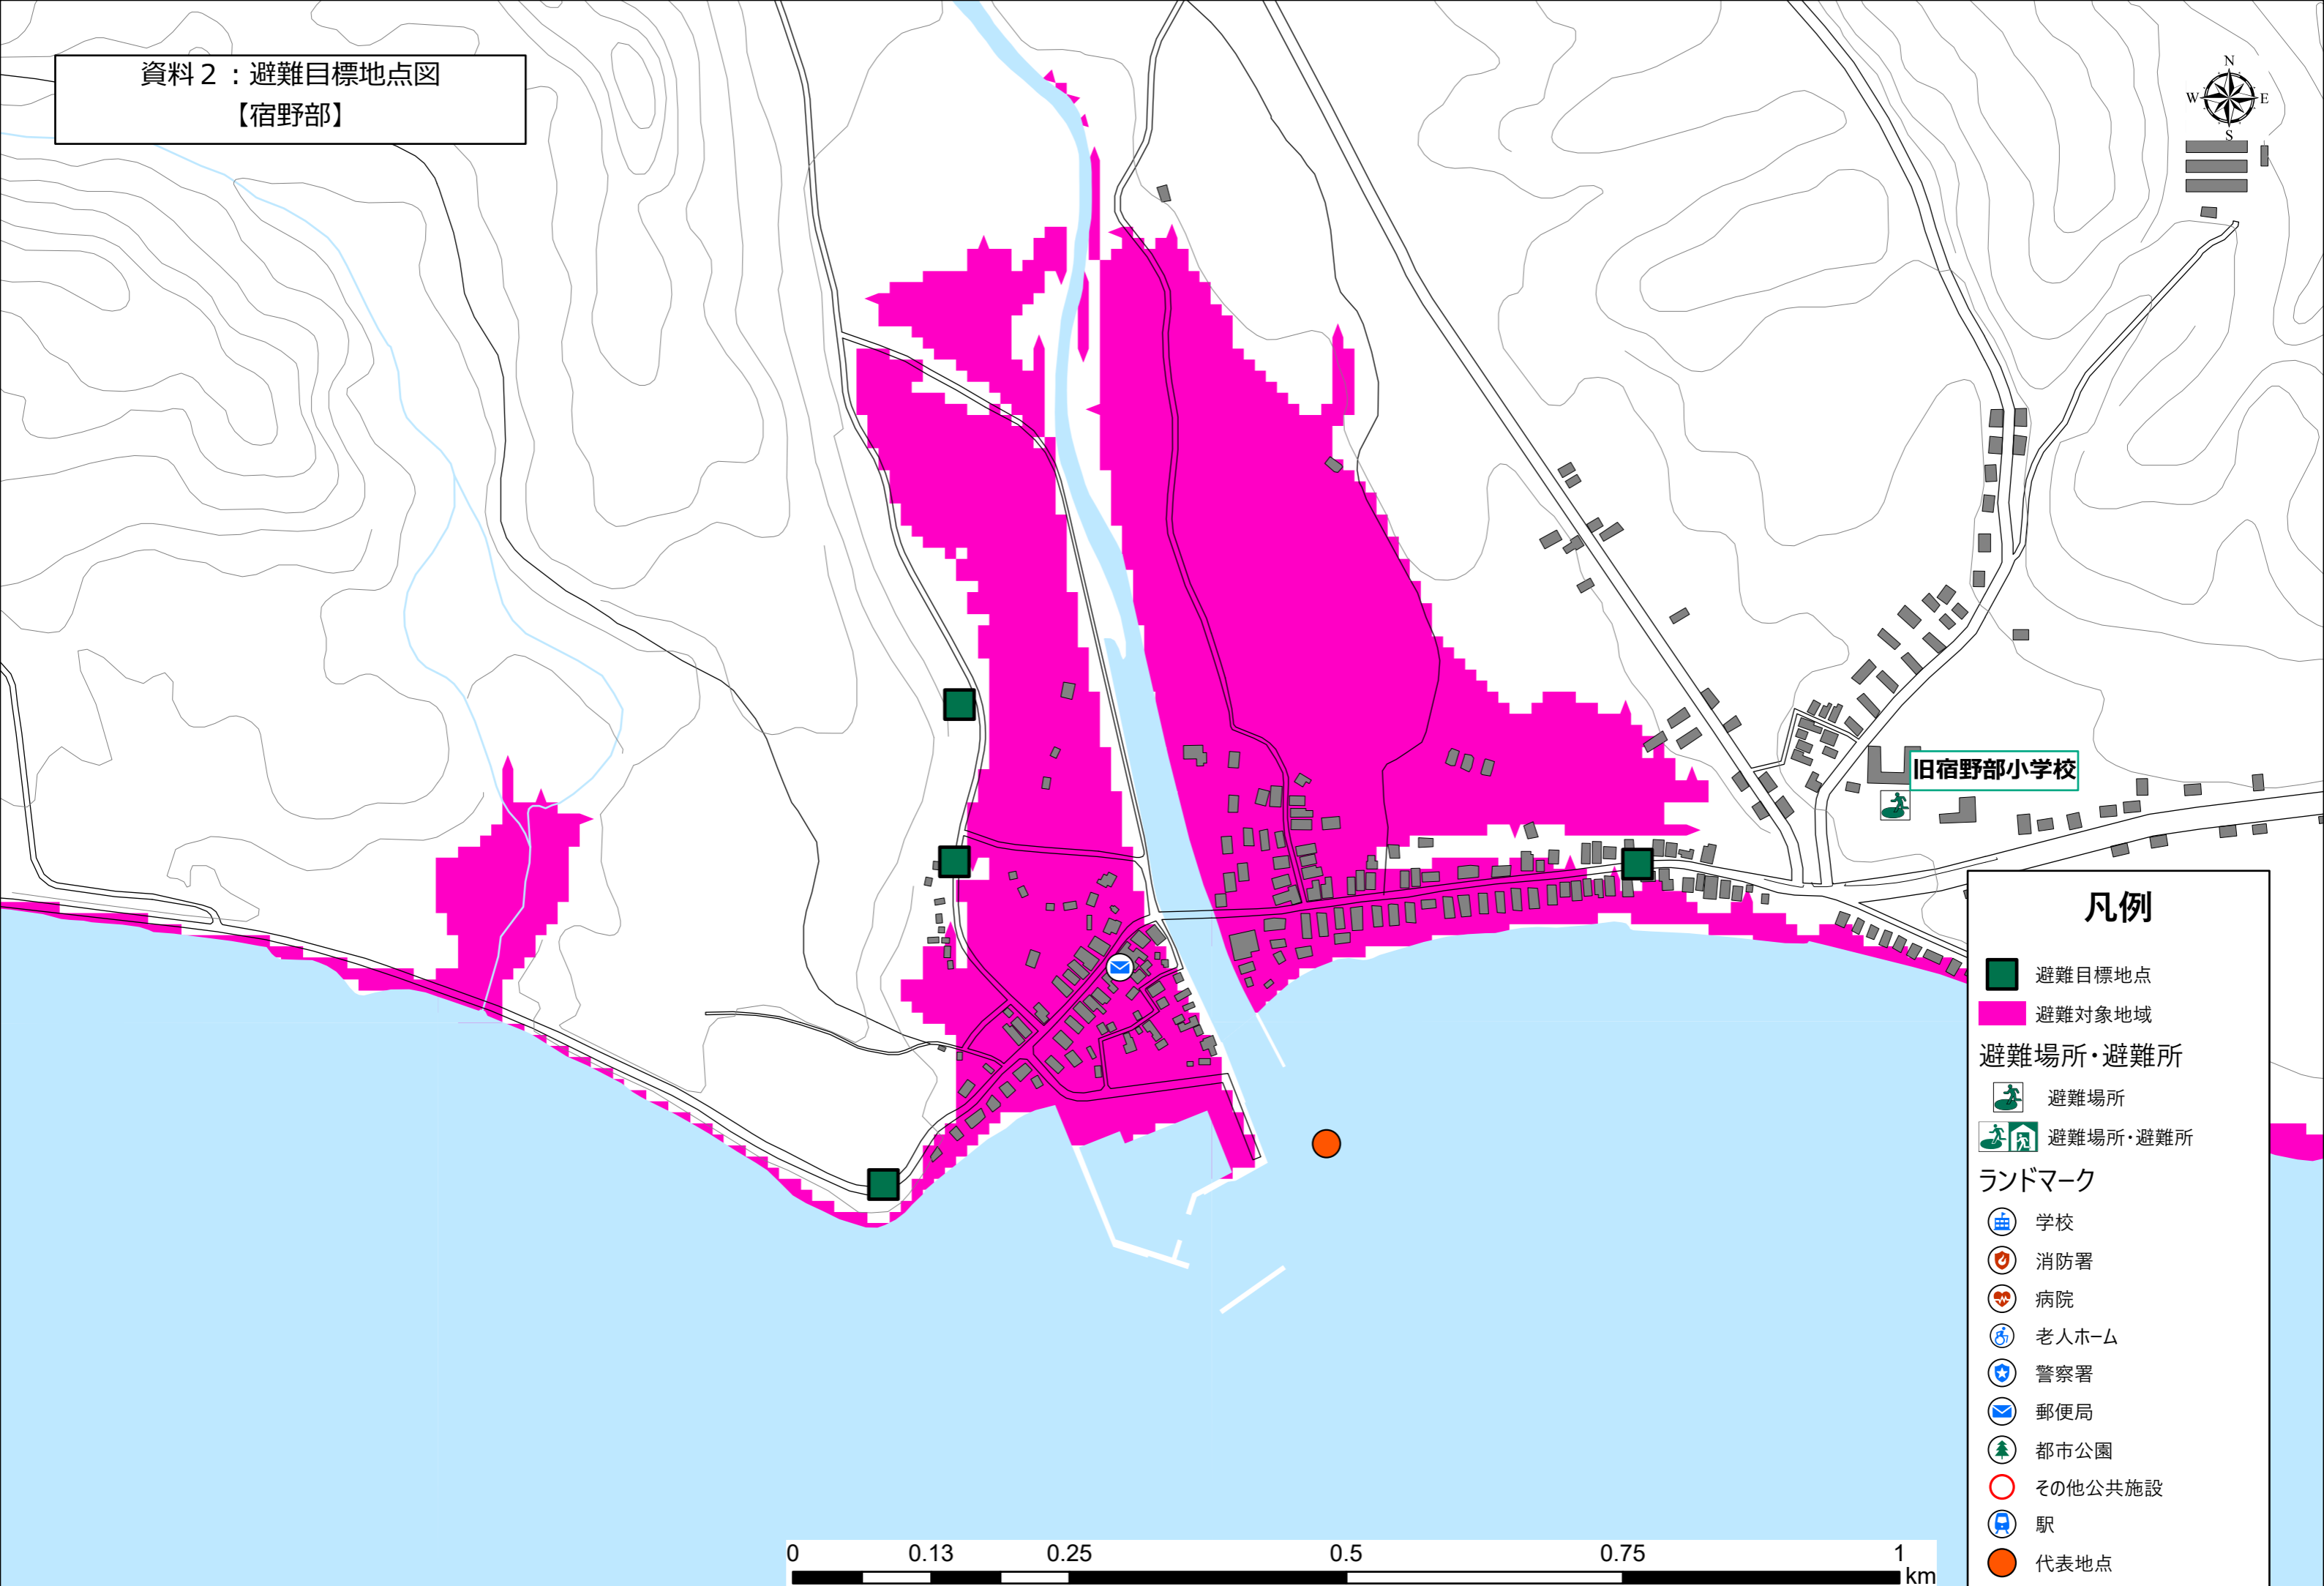 資料２：避難目標地点図
【宿野部】
N
W
E
S
旧宿野部小学校
凡例
避難目標地点
避難対象地域
避難場所・避難所
避難場所
避難場所・避難所
ランドマーク
学校
消防署
病院
老人ホーム
警察署
郵便局
都市公園
その他公共施設
駅
代表地点
0 0.13 0.25 0.5 0.75 1
km